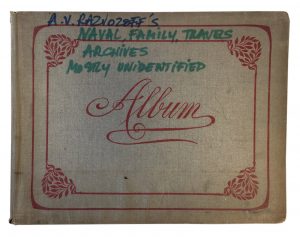 A.V. RAZVOZOFF'S
NAVAL FAMILY, TRAVELS
ARCHIVES
MOSTLY UNIDENTIFIED
Album